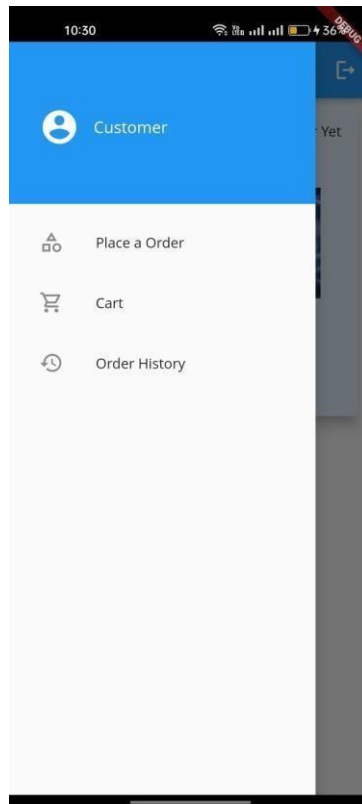 10:30
36%
DEBUG
Customer
Yet
Place a Order
Cart
Order History